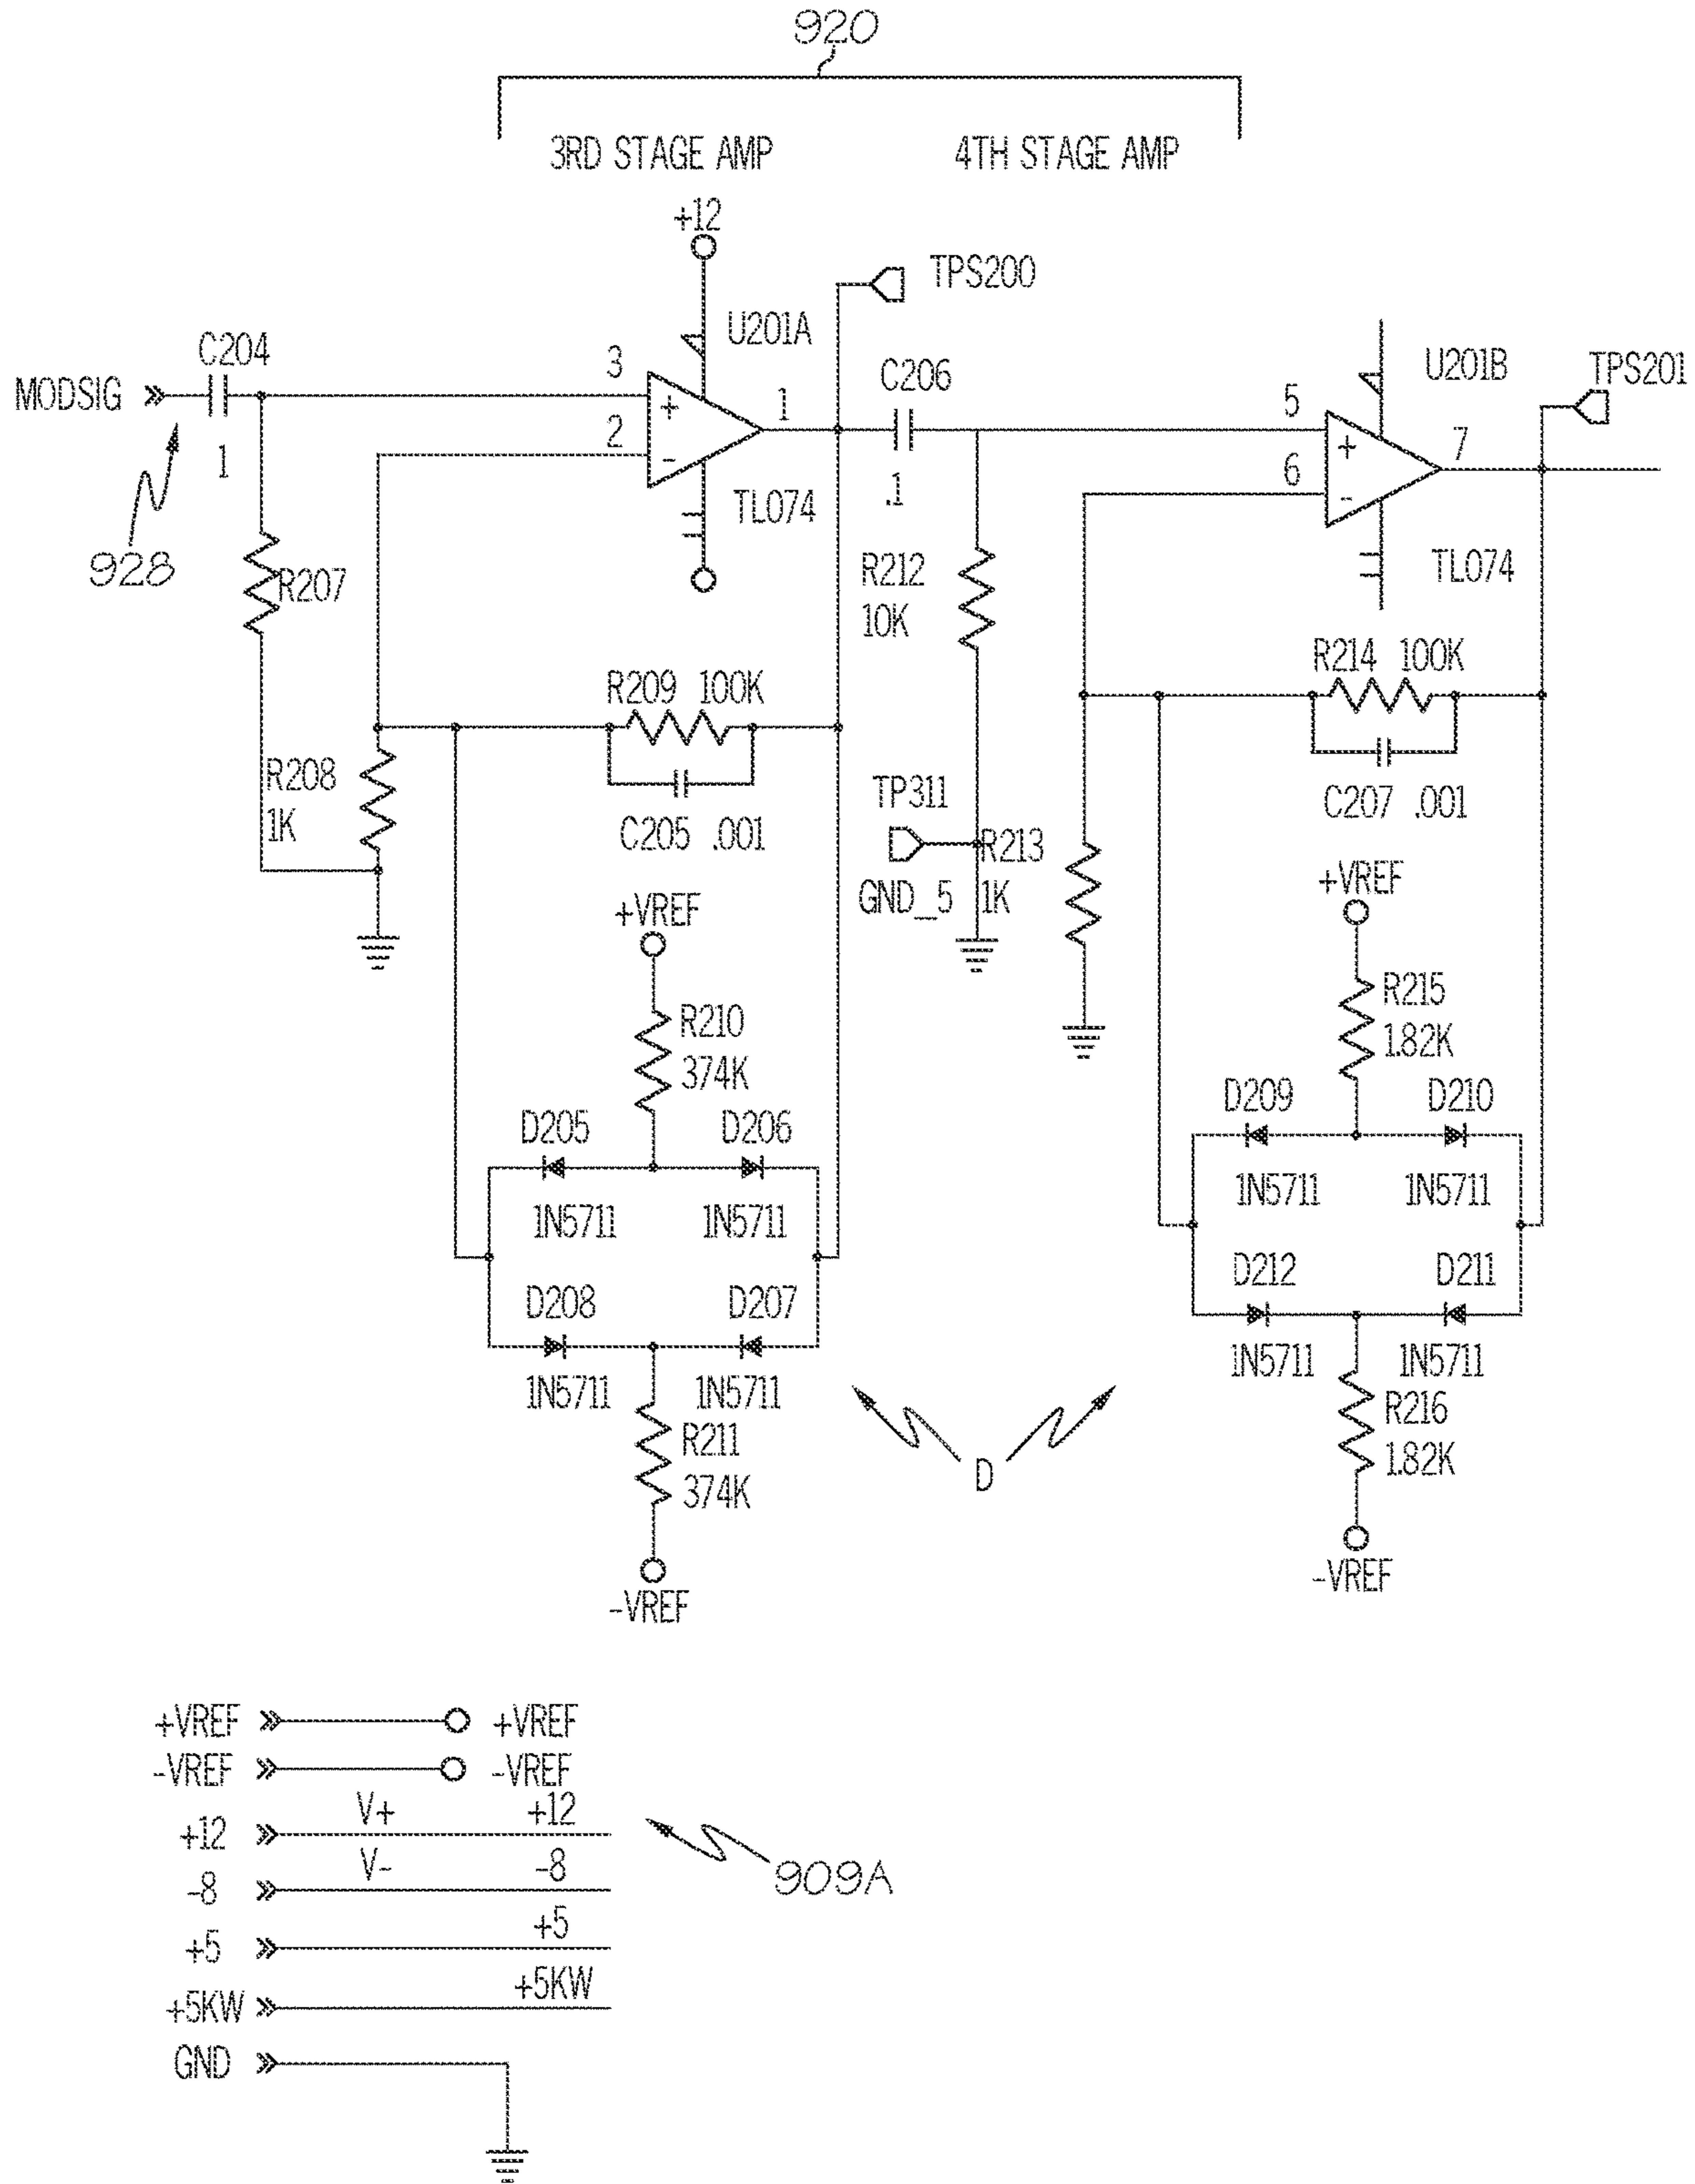 920
3RD STAGE AMP
4TH STAGE AMP
+12
TPS200
U201A
C204
MODSIG
1
928
3
2
+
-
1
TL074
C206
.1
U201B
TPS201
5
6
+
-
7
TL074
R207
R212
10K
R209 100K
C205 .001
R208
1K
R214 100K
C207 .001
TP311
GND_5
R213
1K
+VREF
R210
374K
D205
D206
1N5711
1N5711
D208
D207
1N5711
1N5711
R211
374K
-VREF
+VREF
R215
1.82K
D209
D210
1N5711
1N5711
D212
D211
1N5711
1N5711
R216
1.82K
-VREF
D
+VREF +VREF
-VREF -VREF
+12 V+ +12
-8 V- -8
+5 +5
+5KW +5KW
GND
909A